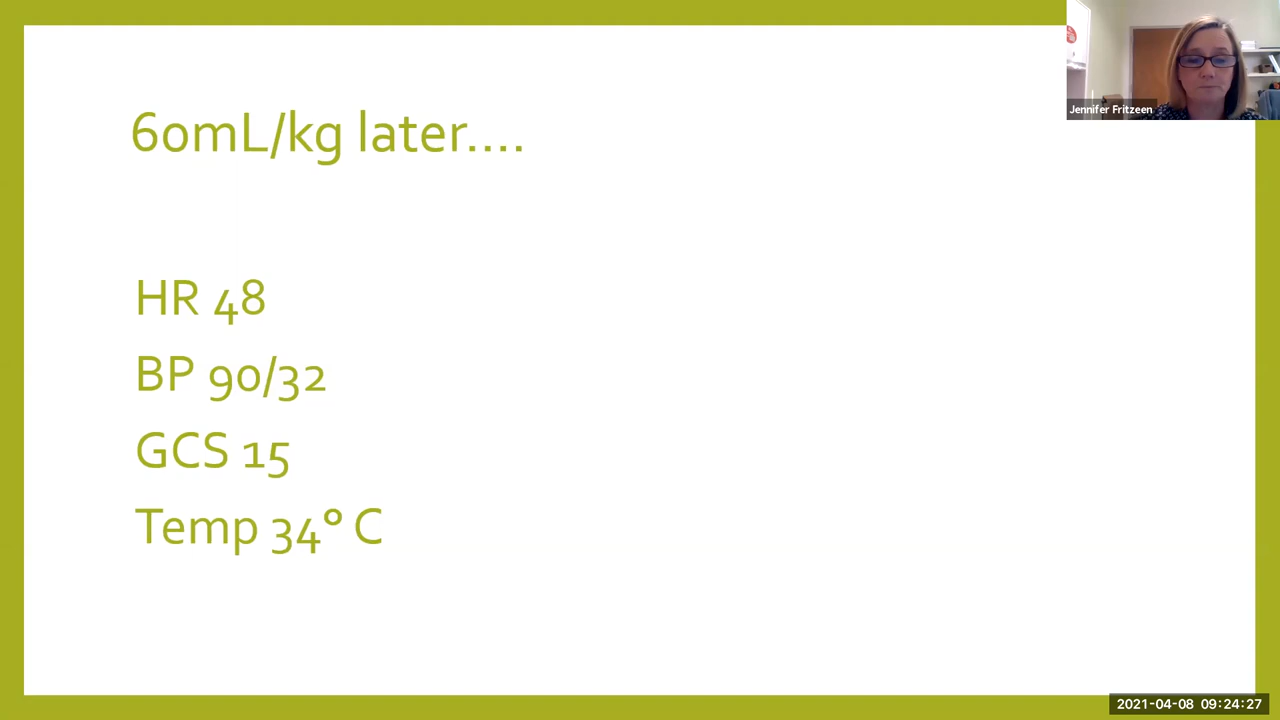 60mL/kg later....
Jennifer Fritzeen
HR 48
BP 90/32
GCS 15
Temp 34° C
2021-04-08 09:24:27